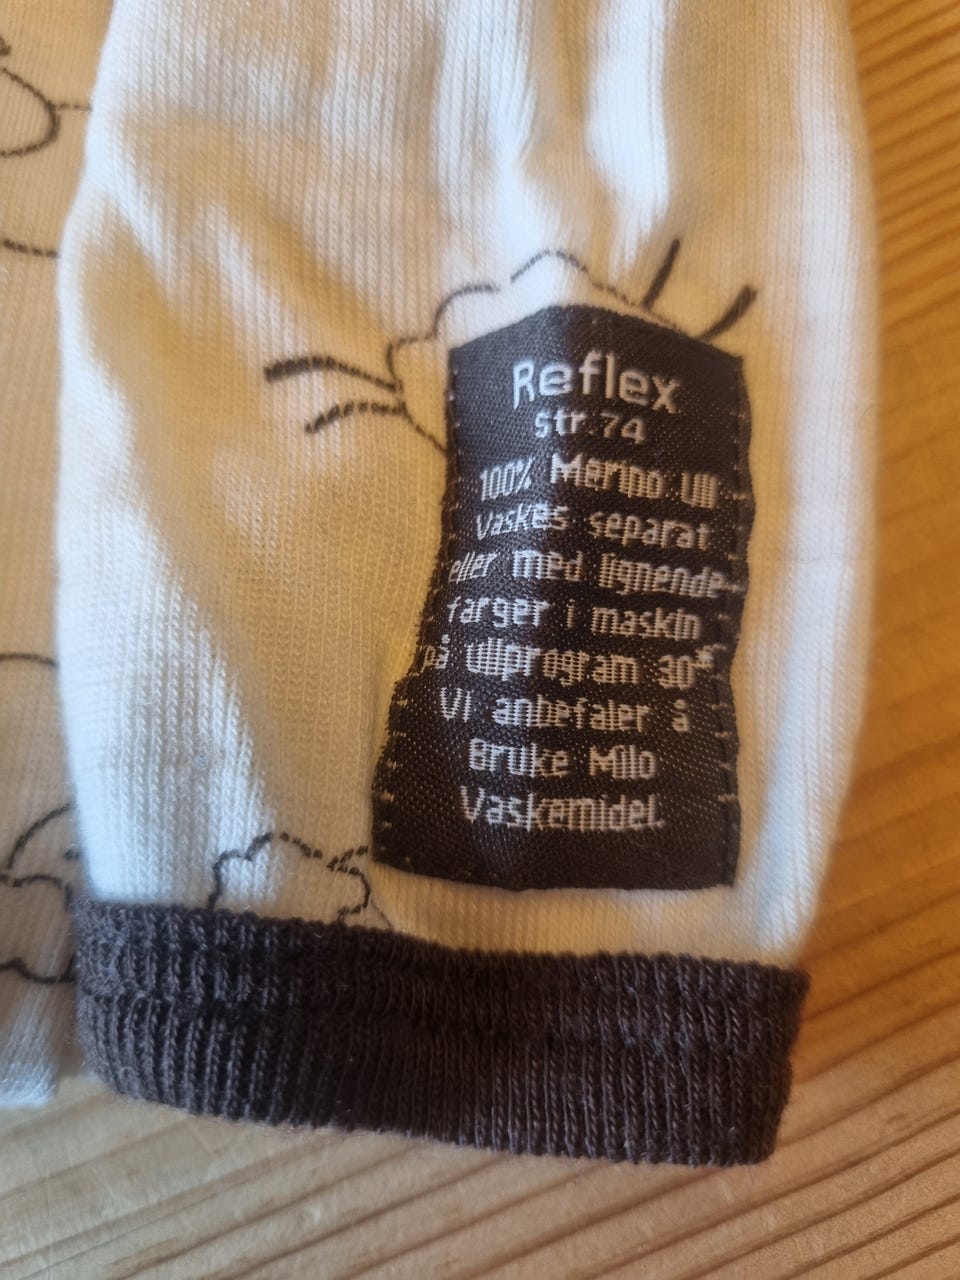 Reflex
str.74
100% Merino Ull
Vaskes separat
eller med lignende
farger i maskin
på ullprogram 30°
Vi anbefaler å
Bruke Milo
Vaskemidel.